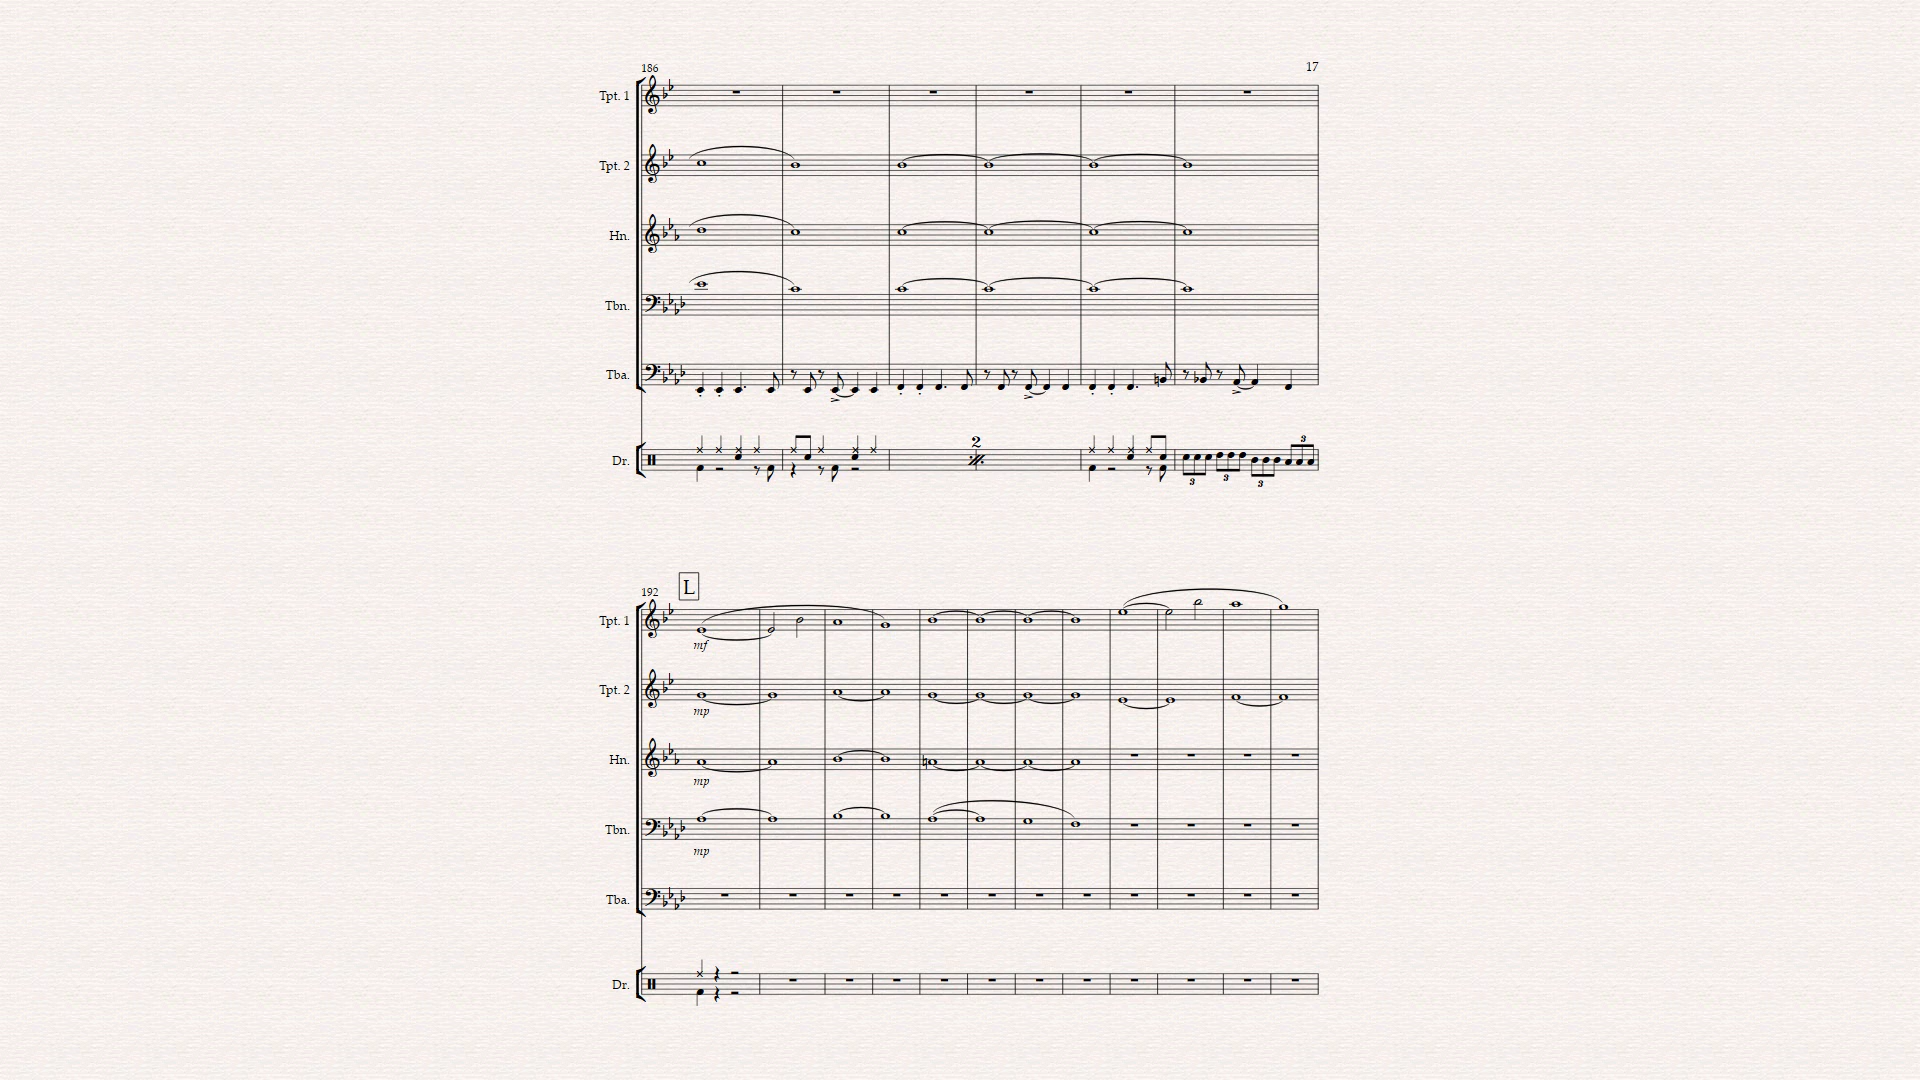 186
17
Tpt. 1
Tpt. 2
Hn.
Tbn.
Tba.
2
Dr.
3
3
3
3
192
L
Tpt. 1
mf
Tpt. 2
mp
Hn.
mp
Tbn.
mp
Tba.
Dr.